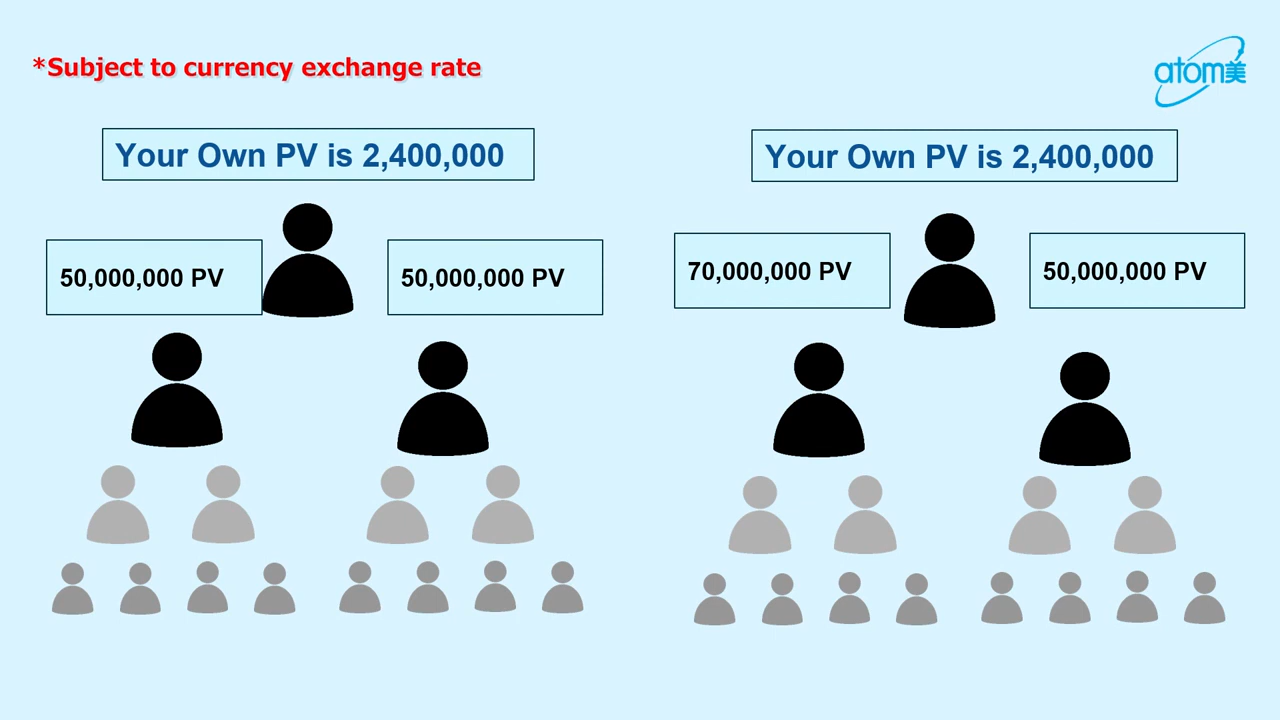 *Subject to currency exchange rate
atom美
Your Own PV is 2,400,000
50,000,000 PV
50,000,000 PV
Your Own PV is 2,400,000
70,000,000 PV
50,000,000 PV